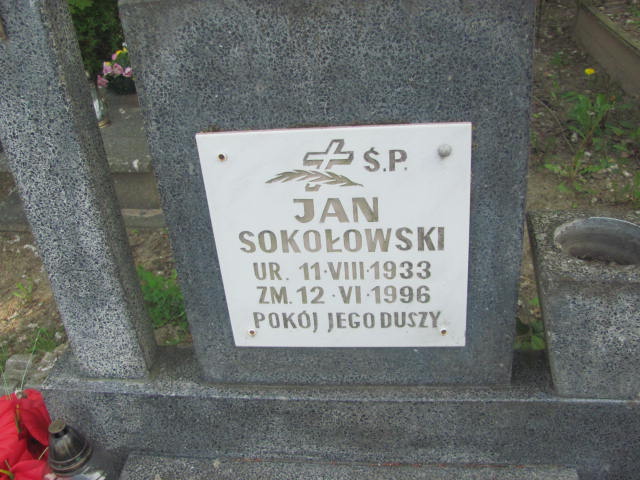 Ś.P.
JAN
SOKOŁOWSKI
UR. 11·VIII·1933
ZM. 12·VI·1996
POKÓJ JEGO DUSZY